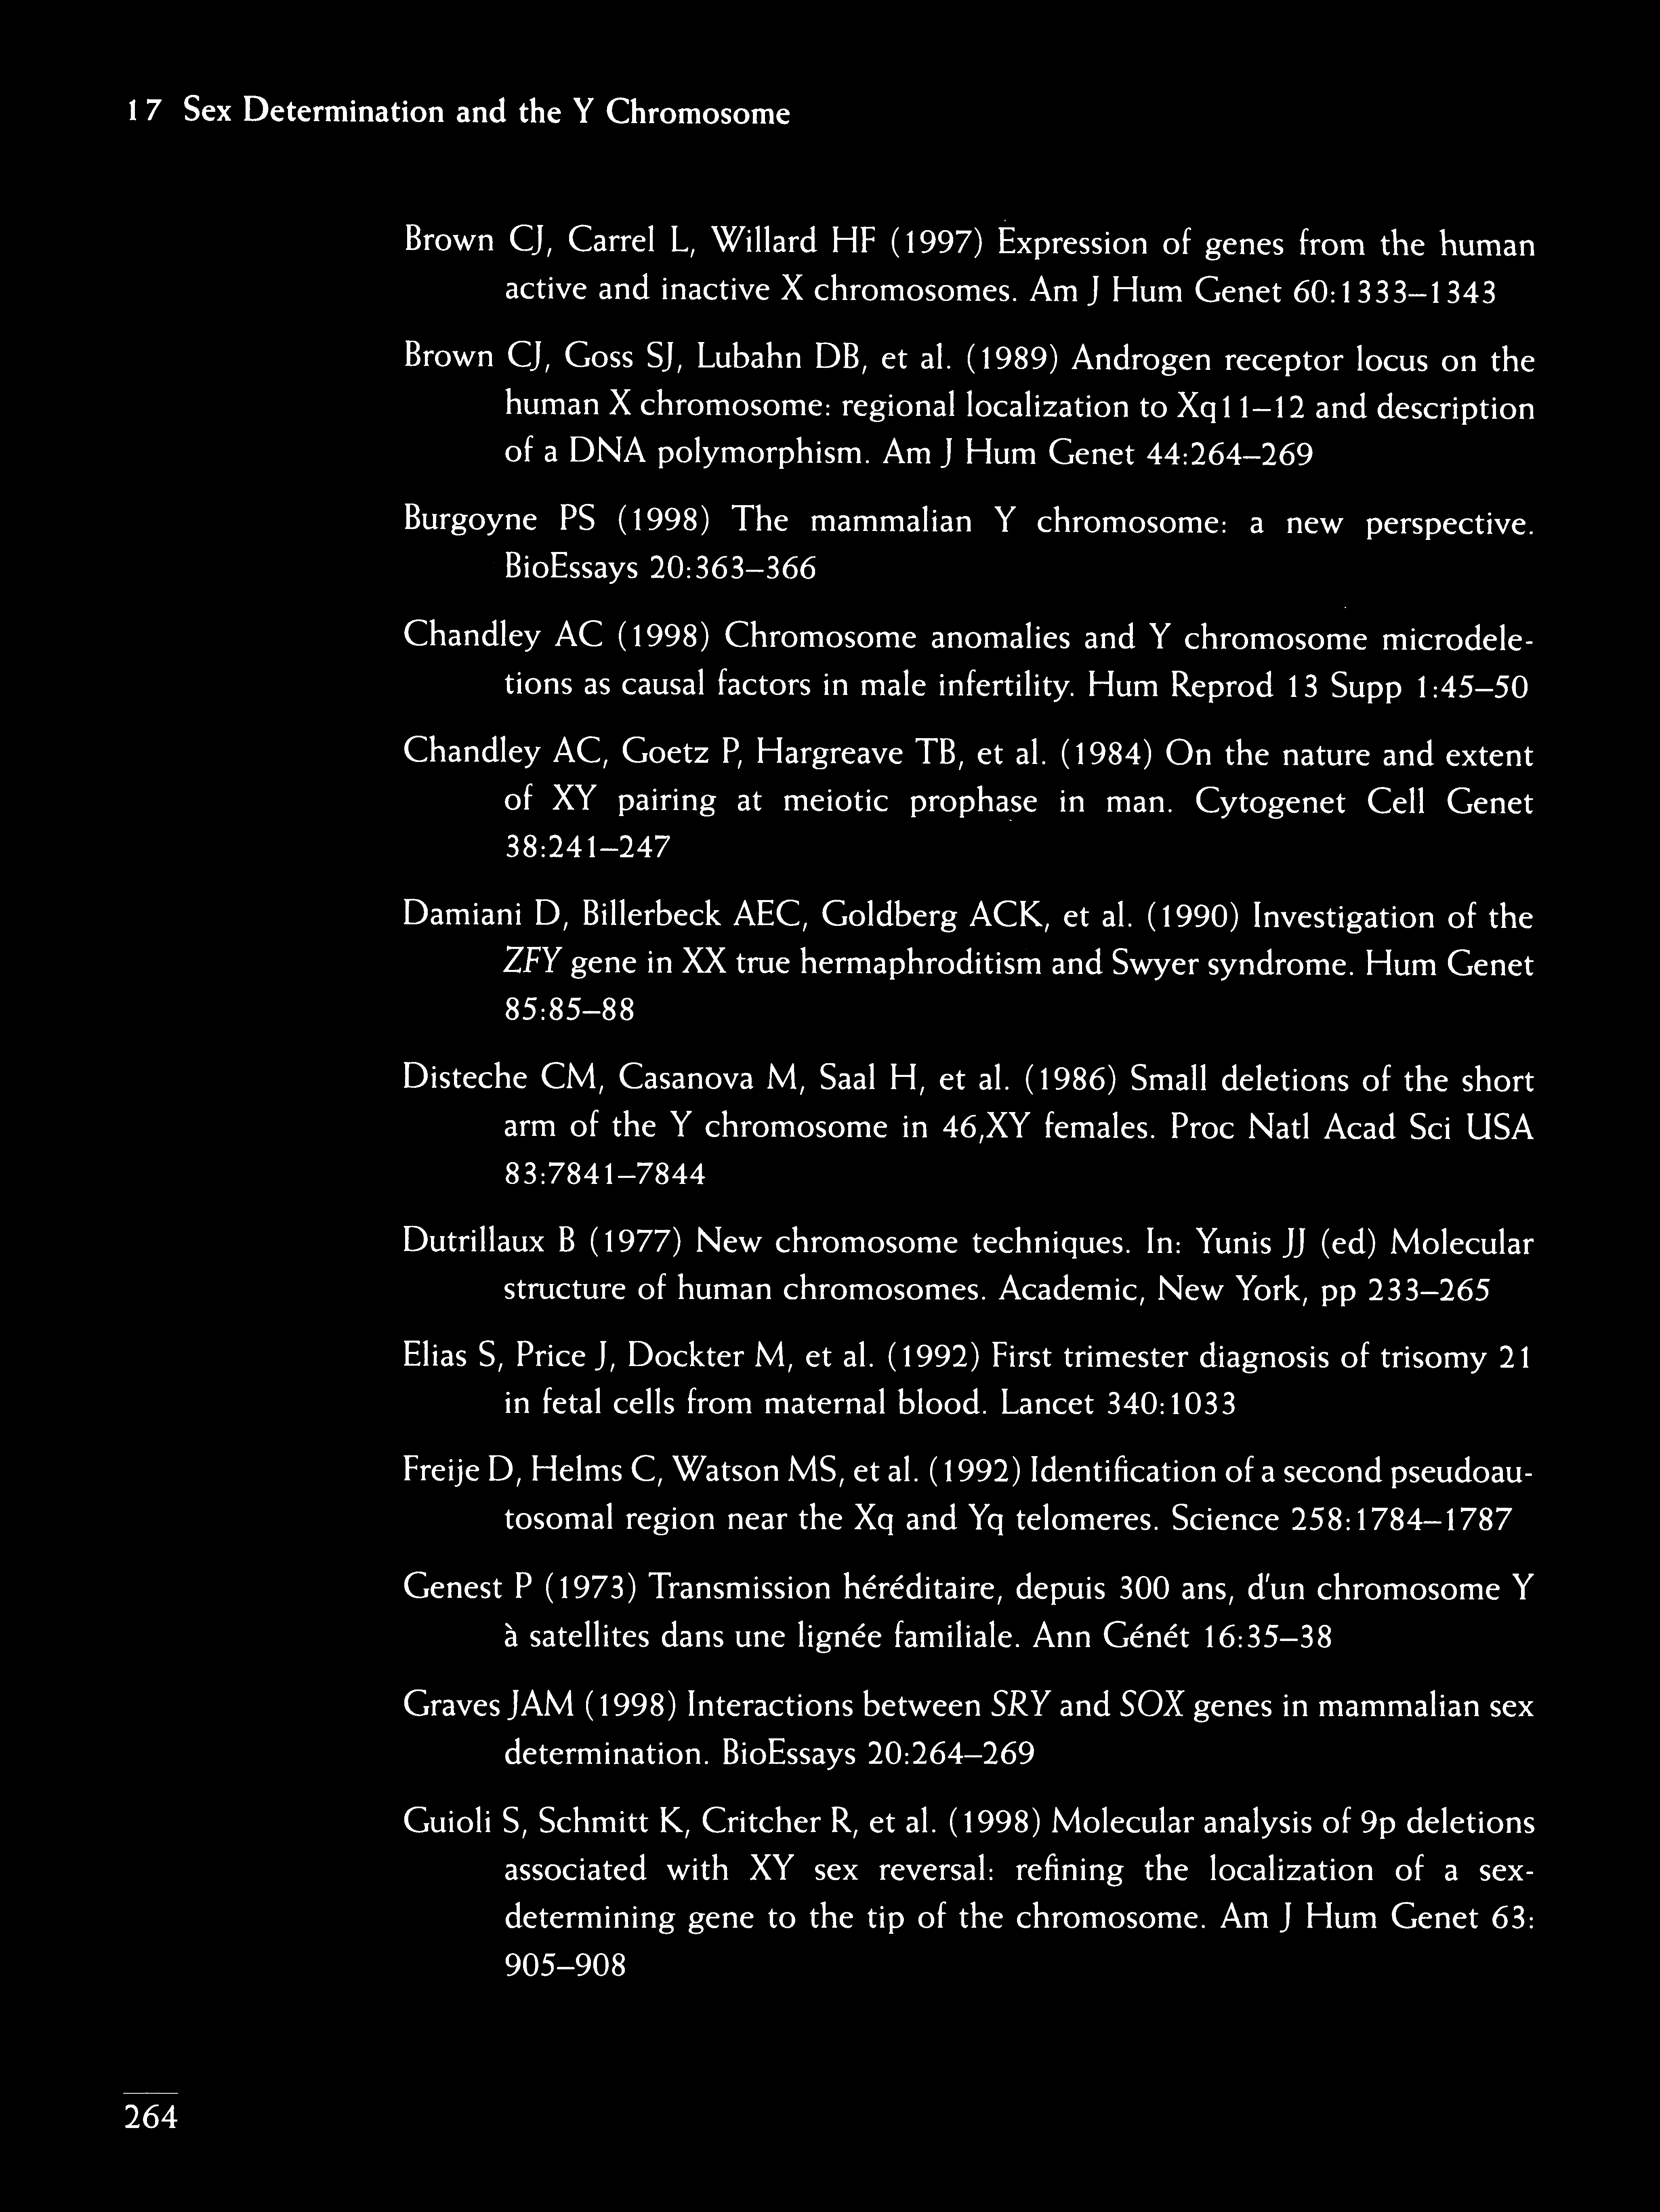 17 Sex Determination and the Y Chromosome
Brown CJ, Carrel L, Willard HF (1997) Expression of genes from the human
active and inactive X chromosomes. Am J Hum Genet 60:1333–1343
Brown CJ, Goss SJ, Lubahn DB, et al. (1989) Androgen receptor locus on the
human X chromosome: regional localization to Xq11–12 and description
of a DNA polymorphism. Am J Hum Genet 44:264–269
Burgoyne PS (1998) The mammalian Y chromosome: a new perspective.
BioEssays 20:363–366
Chandley AC (1998) Chromosome anomalies and Y chromosome microdele-
tions as causal factors in male infertility. Hum Reprod 13 Supp 1:45–50
Chandley AC, Goetz P, Hargreave TB, et al. (1984) On the nature and extent
of XY pairing at meiotic prophase in man. Cytogenet Cell Genet
38:241–247
Damiani D, Billerbeck AEC, Goldberg ACK, et al. (1990) Investigation of the
ZFY gene in XX true hermaphroditism and Swyer syndrome. Hum Genet
85:85–88
Disteche CM, Casanova M, Saal H, et al. (1986) Small deletions of the short
arm of the Y chromosome in 46,XY females. Proc Natl Acad Sci USA
83:7841–7844
Dutrillaux B (1977) New chromosome techniques. In: Yunis JJ (ed) Molecular
structure of human chromosomes. Academic, New York, pp 233–265
Elias S, Price J, Dockter M, et al. (1992) First trimester diagnosis of trisomy 21
in fetal cells from maternal blood. Lancet 340:1033
Freije D, Helms C, Watson MS, et al. (1992) Identification of a second pseudoau-
tosomal region near the Xq and Yq telomeres. Science 258:1784–1787
Genest P (1973) Transmission héréditaire, depuis 300 ans, d'un chromosome Y
à satellites dans une lignée familiale. Ann Génét 16:35–38
Graves JAM (1998) Interactions between SRY and SOX genes in mammalian sex
determination. BioEssays 20:264–269
Guioli S, Schmitt K, Critcher R, et al. (1998) Molecular analysis of 9p deletions
associated with XY sex reversal: refining the localization of a sex-
determining gene to the tip of the chromosome. Am J Hum Genet 63:
905–908
264